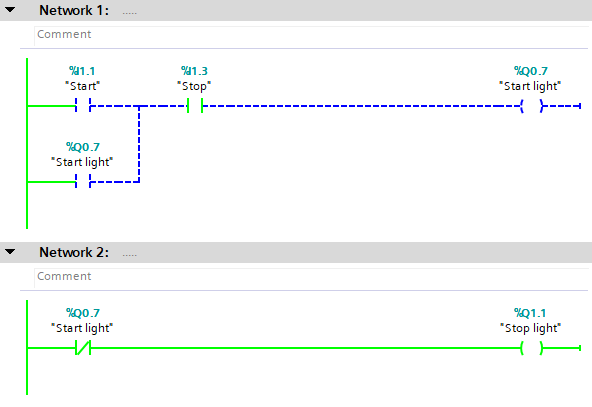 Network 1: .....
Comment
%I1.1 %I1.3 %Q0.7
"Start" "Stop" "Start light"
%Q0.7
"Start light"
Network 2: .....
Comment
%Q0.7 %Q1.1
"Start light" "Stop light"